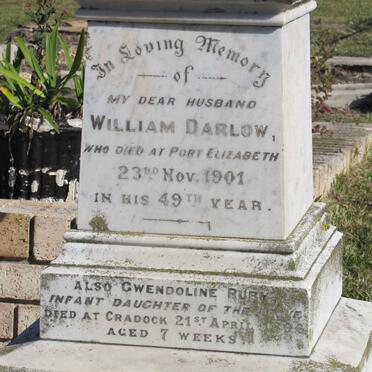 In Loving Memory
of
MY DEAR HUSBAND
WILLIAM DARLOW,
WHO DIED AT PORT ELIZABETH
23RD NOV. 1901
IN HIS 49TH YEAR.
ALSO GWENDOLINE RUBY
INFANT DAUGHTER OF THE
DIED AT CRADOCK 21ST APRIL
AGED 7 WEEKS